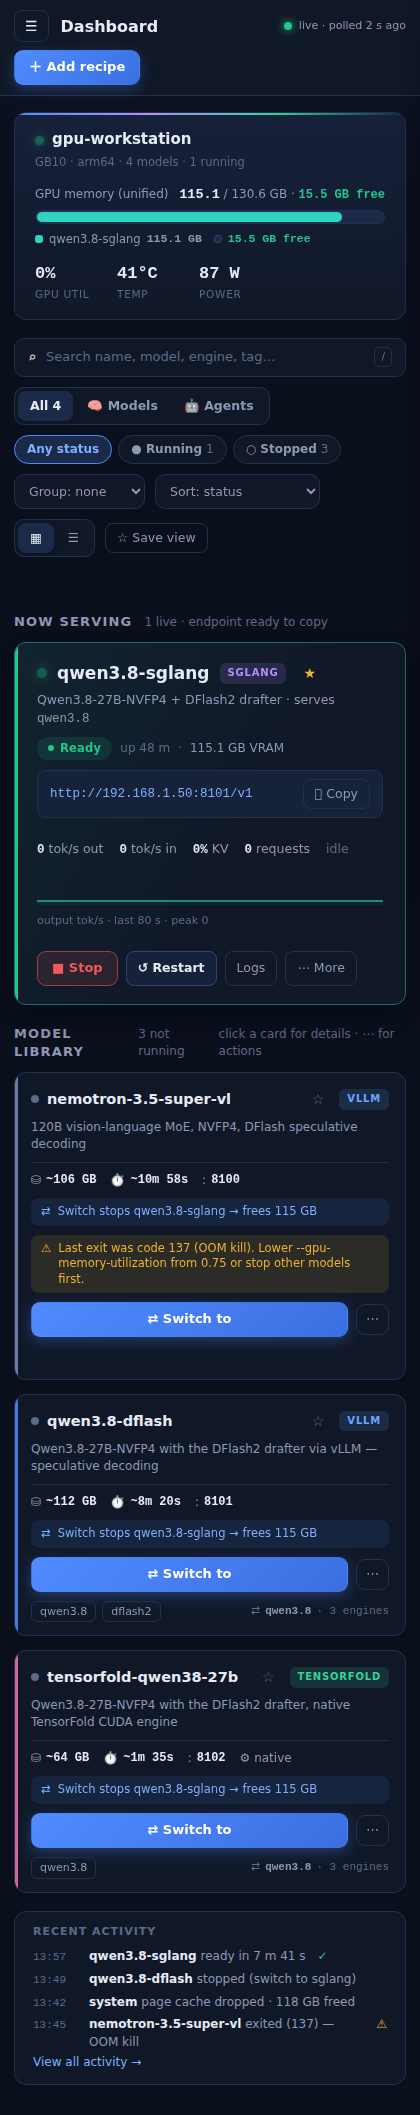 ☰ Dashboard ● live · polled 2 s ago
+ Add recipe
gpu-workstation
GB10 · arm64 · 4 models · 1 running
GPU memory (unified) 115.1 / 130.6 GB · 15.5 GB free
qwen3.8-sglang 115.1 GB 15.5 GB free
0% 41°C 87 W
GPU UTIL TEMP POWER
Search name, model, engine, tag… /
All 4 🧠 Models 🤖 Agents
Any status ● Running 1 ○ Stopped 3
Group: none Sort: status
▦ ☰ ☆ Save view
NOW SERVING 1 live · endpoint ready to copy
qwen3.8-sglang SGLANG ★
Qwen3.8-27B-NVFP4 + DFlash2 drafter · serves
qwen3.8
● Ready up 48 m · 115.1 GB VRAM
http://192.168.1.50:8101/v1 Copy
0 tok/s out 0 tok/s in 0% KV 0 requests idle
output tok/s · last 80 s · peak 0
■ Stop ↺ Restart Logs ⋯ More
MODEL LIBRARY 3 not running click a card for details · ⋯ for actions
nemotron-3.5-super-vl ☆ VLLM
120B vision-language MoE, NVFP4, DFlash speculative
decoding
⛁ ~106 GB ⏱ ~10m 58s : 8100
⇄ Switch stops qwen3.8-sglang → frees 115 GB
⚠ Last exit was code 137 (OOM kill). Lower --gpu-
memory-utilization from 0.75 or stop other models
first.
⇄ Switch to ⋯
qwen3.8-dflash ☆ VLLM
Qwen3.8-27B-NVFP4 with the DFlash2 drafter via vLLM —
speculative decoding
⛁ ~112 GB ⏱ ~8m 20s : 8101
⇄ Switch stops qwen3.8-sglang → frees 115 GB
⇄ Switch to ⋯
qwen3.8 dflash2 ⇄ qwen3.8 · 3 engines
tensorfold-qwen38-27b ☆ TENSORFOLD
Qwen3.8-27B-NVFP4 with the DFlash2 drafter, native
TensorFold CUDA engine
⛁ ~64 GB ⏱ ~1m 35s : 8102 ⚙ native
⇄ Switch stops qwen3.8-sglang → frees 115 GB
⇄ Switch to ⋯
qwen3.8 ⇄ qwen3.8 · 3 engines
RECENT ACTIVITY
13:57 qwen3.8-sglang ready in 7 m 41 s ✓
13:49 qwen3.8-dflash stopped (switch to sglang)
13:42 system page cache dropped · 118 GB freed
13:45 nemotron-3.5-super-vl exited (137) — ⚠
OOM kill
View all activity →